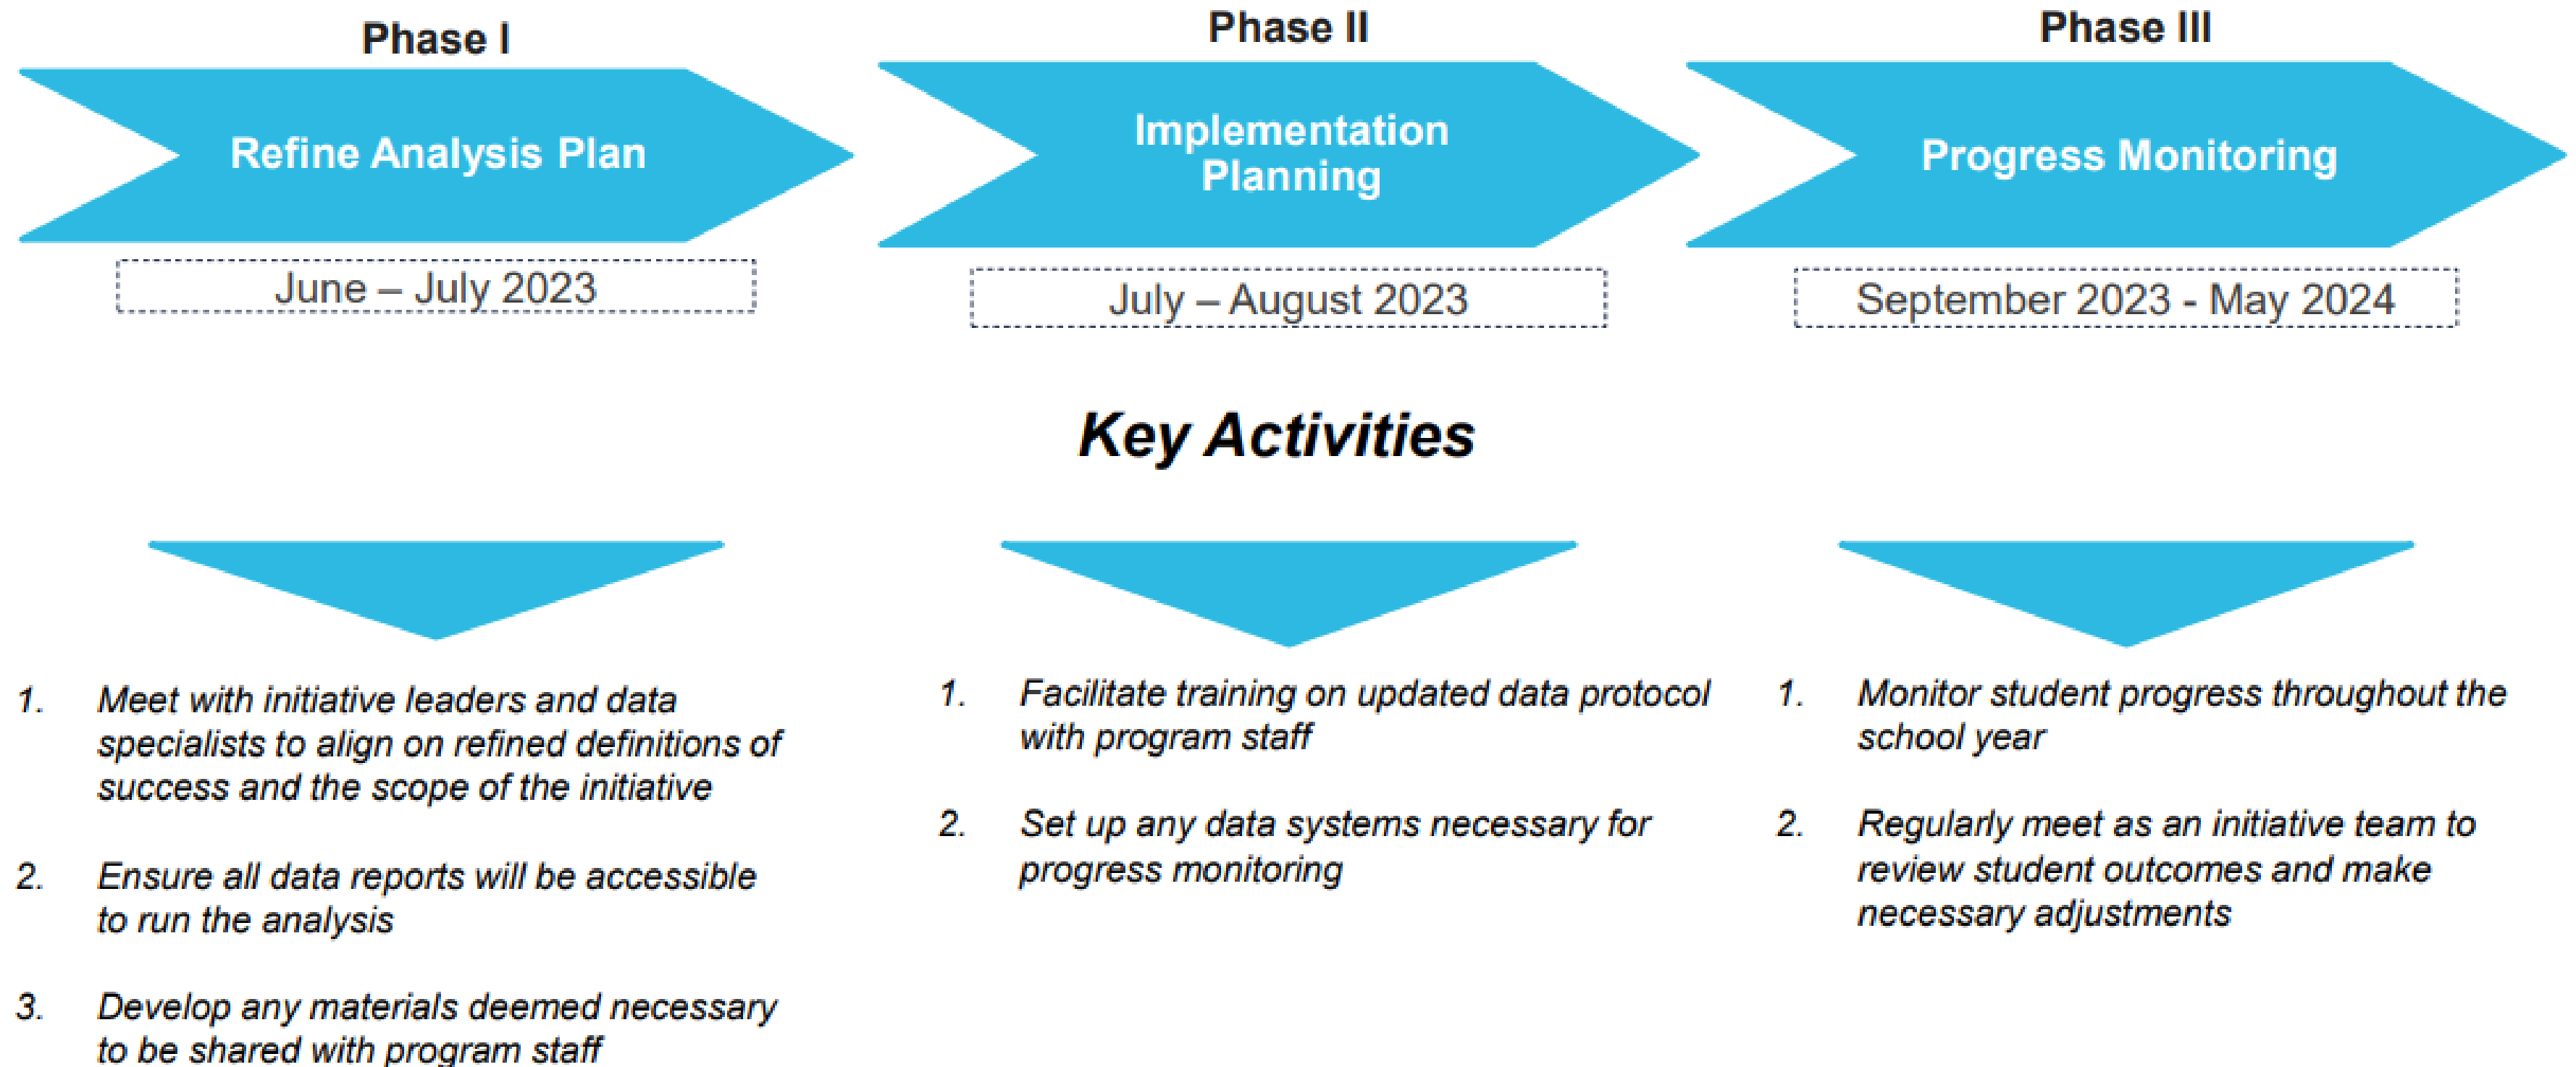 Phase I
Phase II
Phase III
Refine Analysis Plan
Implementation
Planning
Progress Monitoring
June – July 2023
July – August 2023
September 2023 - May 2024
Key Activities
1. Meet with initiative leaders and data
specialists to align on refined definitions of
success and the scope of the initiative
2. Ensure all data reports will be accessible
to run the analysis
3. Develop any materials deemed necessary
to be shared with program staff
1. Facilitate training on updated data protocol
with program staff
2. Set up any data systems necessary for
progress monitoring
1. Monitor student progress throughout the
school year
2. Regularly meet as an initiative team to
review student outcomes and make
necessary adjustments